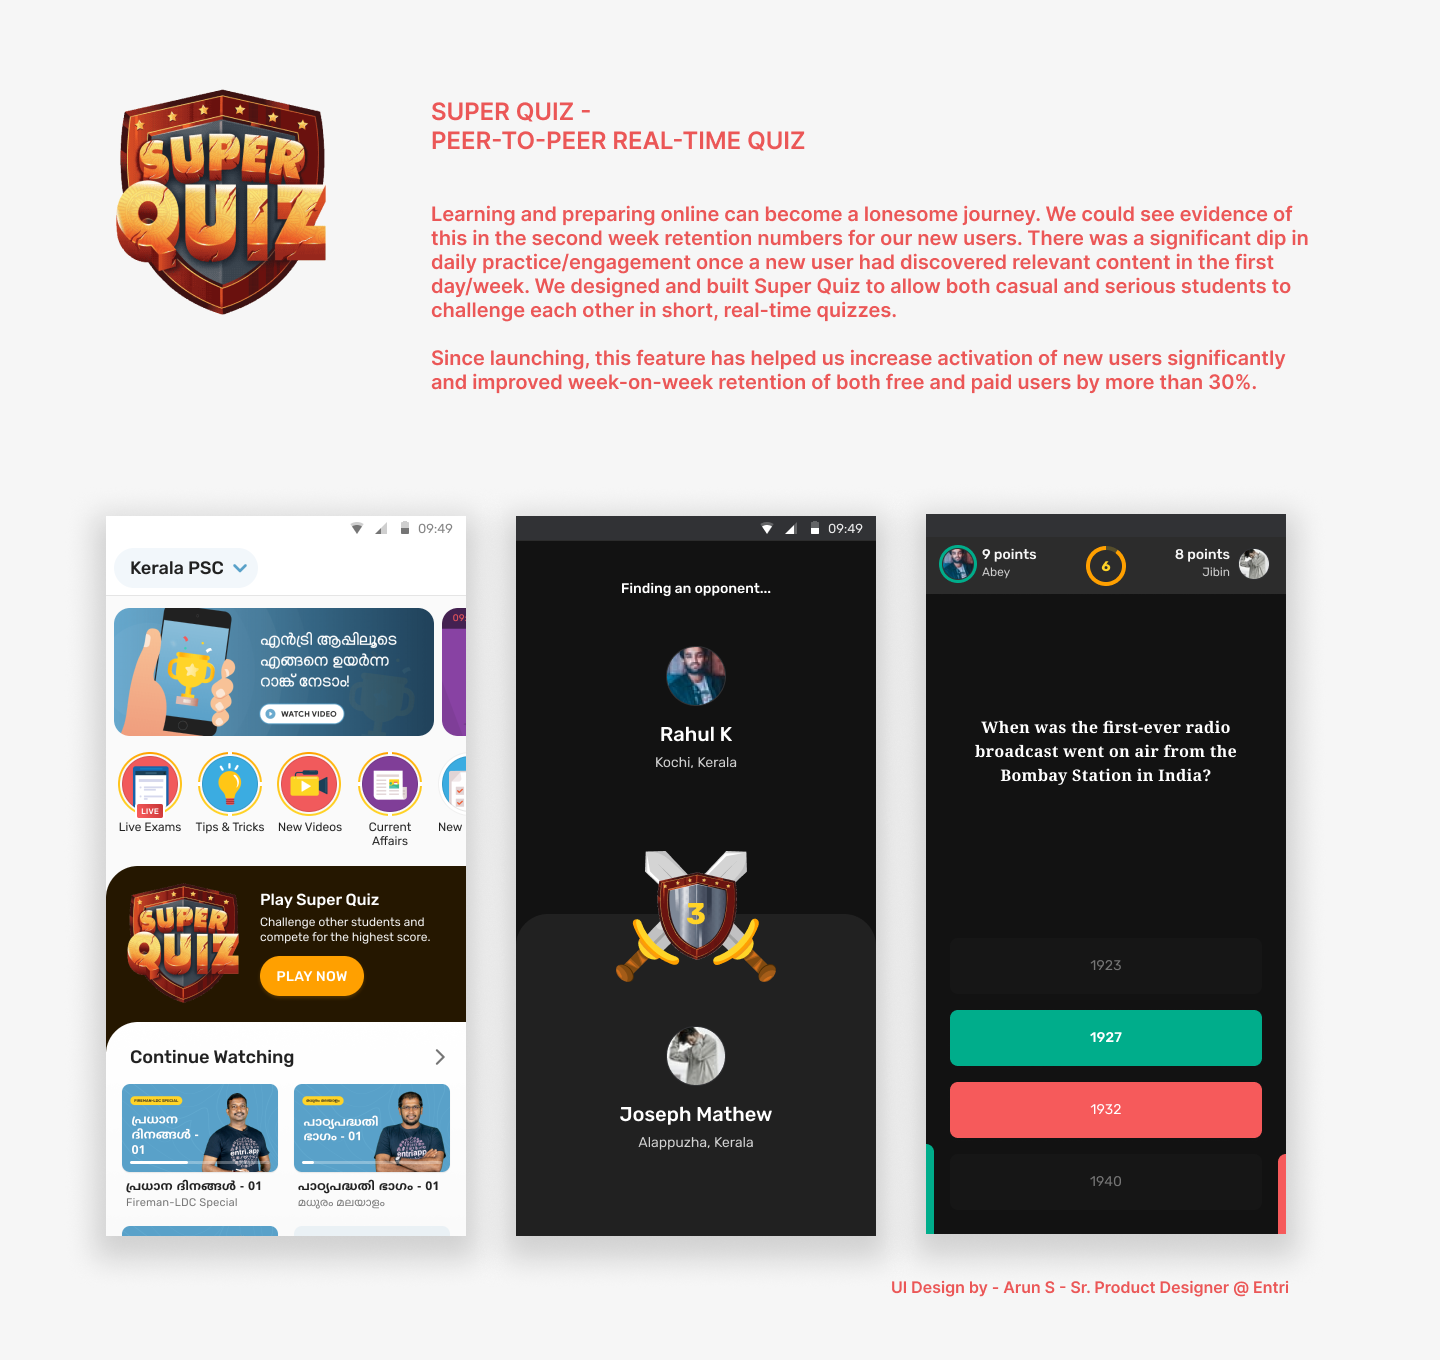 SUPER
QUIZ
SUPER QUIZ -
PEER-TO-PEER REAL-TIME QUIZ
Learning and preparing online can become a lonesome journey. We could see evidence of
this in the second week retention numbers for our new users. There was a significant dip in
daily practice/engagement once a new user had discovered relevant content in the first
day/week. We designed and built Super Quiz to allow both casual and serious students to
challenge each other in short, real-time quizzes.
Since launching, this feature has helped us increase activation of new users significantly
and improved week-on-week retention of both free and paid users by more than 30%.
09:49
Kerala PSC
എൻട്രി ആപ്പിലൂടെ
എങ്ങനെ ഉയർന്ന
റാങ്ക് നേടാം!
WATCH VIDEO
09
LIVE
Live Exams
Tips & Tricks
New Videos
Current
Affairs
New
SUPER
QUIZ
Play Super Quiz
Challenge other students and
compete for the highest score.
PLAY NOW
Continue Watching
FIREMAN-LDC SPECIAL
പ്രധാന
ദിനങ്ങൾ -
01
entri.app
മധുരം മലയാളം
പാഠ്യപദ്ധതി
ഭാഗം - 01
entri.app
പ്രധാന ദിനങ്ങൾ - 01
Fireman-LDC Special
പാഠ്യപദ്ധതി ഭാഗം - 01
മധുരം മലയാളം
09:49
Finding an opponent...
Rahul K
Kochi, Kerala
3
Joseph Mathew
Alappuzha, Kerala
9 points
Abey
6
8 points
Jibin
When was the first-ever radio
broadcast went on air from the
Bombay Station in India?
1923
1927
1932
1940
UI Design by - Arun S - Sr. Product Designer @ Entri